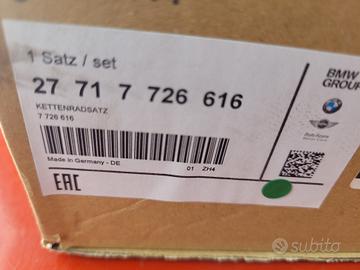 1 Satz / set
27 71 7 726 616
KETTENRADSATZ
7 726 616
Made in Germany - DE
01 ZH4
BMW
GROUP
EAC
subito